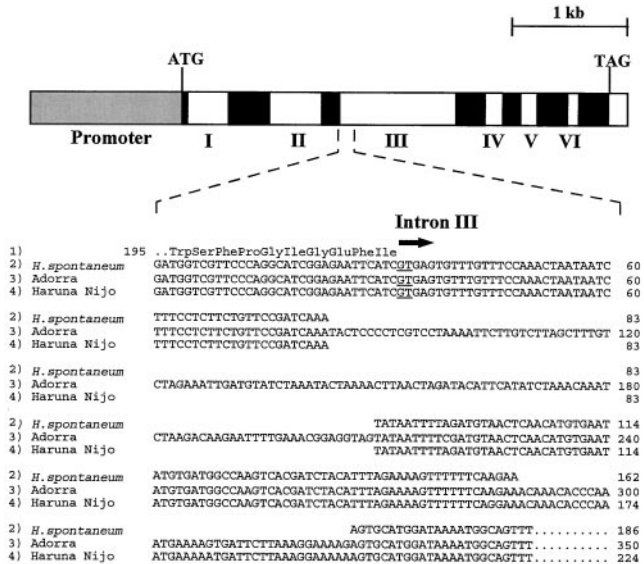 1 kb
ATG
TAG
Promoter I II III IV V VI
Intron III
1) 195 ..TrpSerPheProGlyIleGlyGluPheIle
2) H.spontaneum GATGGTCGTTCCCAGGCATCGGAGAATTCATCGTGAGTGTTTGTTTCCAAACTAATAATC 60
3) Adorra GATGGTCGTTCCCAGGCATCGGAGAATTCATCGTGAGTGTTTGTTTCCAAACTAATAATC 60
4) Haruna Nijo GATGGTCGTTCCCAGGCATCGGAGAATTCATCGTGAGTGTTTGTTTCCAAACTAATAATC 60
2) H.spontaneum TTTCCTCTTCTGTTCCGATCAAA 83
3) Adorra TTTCCTCTTCTGTTCCGATCAAATACTCCCCTCGTCCTAAAATTCTTGTCTTAGCTTTGT 120
4) Haruna Nijo TTTCCTCTTCTGTTCCGATCAAA 83
2) H.spontaneum 83
3) Adorra CTAGAAATTGATGTATCTAAATACTAAAACTTAACTAGATACATTCATATCTAAACAAAT 180
4) Haruna Nijo 83
2) H.spontaneum TATAATTTTAGATGTAACTCAACATGTGAAT 114
3) Adorra CTAAGACAAGAATTTTGAAACGGAGGTAGTATAATTTTCGATGTAACTCAACATGTGAAT 240
4) Haruna Nijo TATAATTTTAGATGTAACTCAACATGTGAAT 114
2) H.spontaneum ATGTGATGGCCAAGTCACGATCTACATTTAGAAAAGTTTTTTCAAGAA 162
3) Adorra ATGTGATGGCCAAGTCACGATCTACATTTAGAAAAGTTTTTTCAAGAAACAAACACCCAA 300
4) Haruna Nijo ATGTGATGGCCAAGTCACGATCTACATTTAGAAAAGTTTTTTCAGGAAACAAACACCCAA 174
2) H.spontaneum AGTGCATGGATAAAATGGCAGTTT.......... 186
3) Adorra ATGAAAAGTGATTCTTAAAGGAAAAGAGTGCATGGATAAAATGGCAGTTT.......... 350
4) Haruna Nijo ATGAAAAATGATTCTTAAAGGAAAAAAGTGCATGGATAAAATGGCAGTTT.......... 224